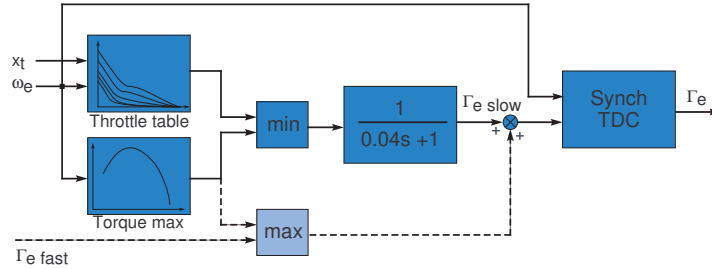 x_t
ω_e
Throttle table
Torque max
Γ_e fast
min
max
1
0.04s +1
Γ_e slow
+
+
Synch
TDC
Γ_e